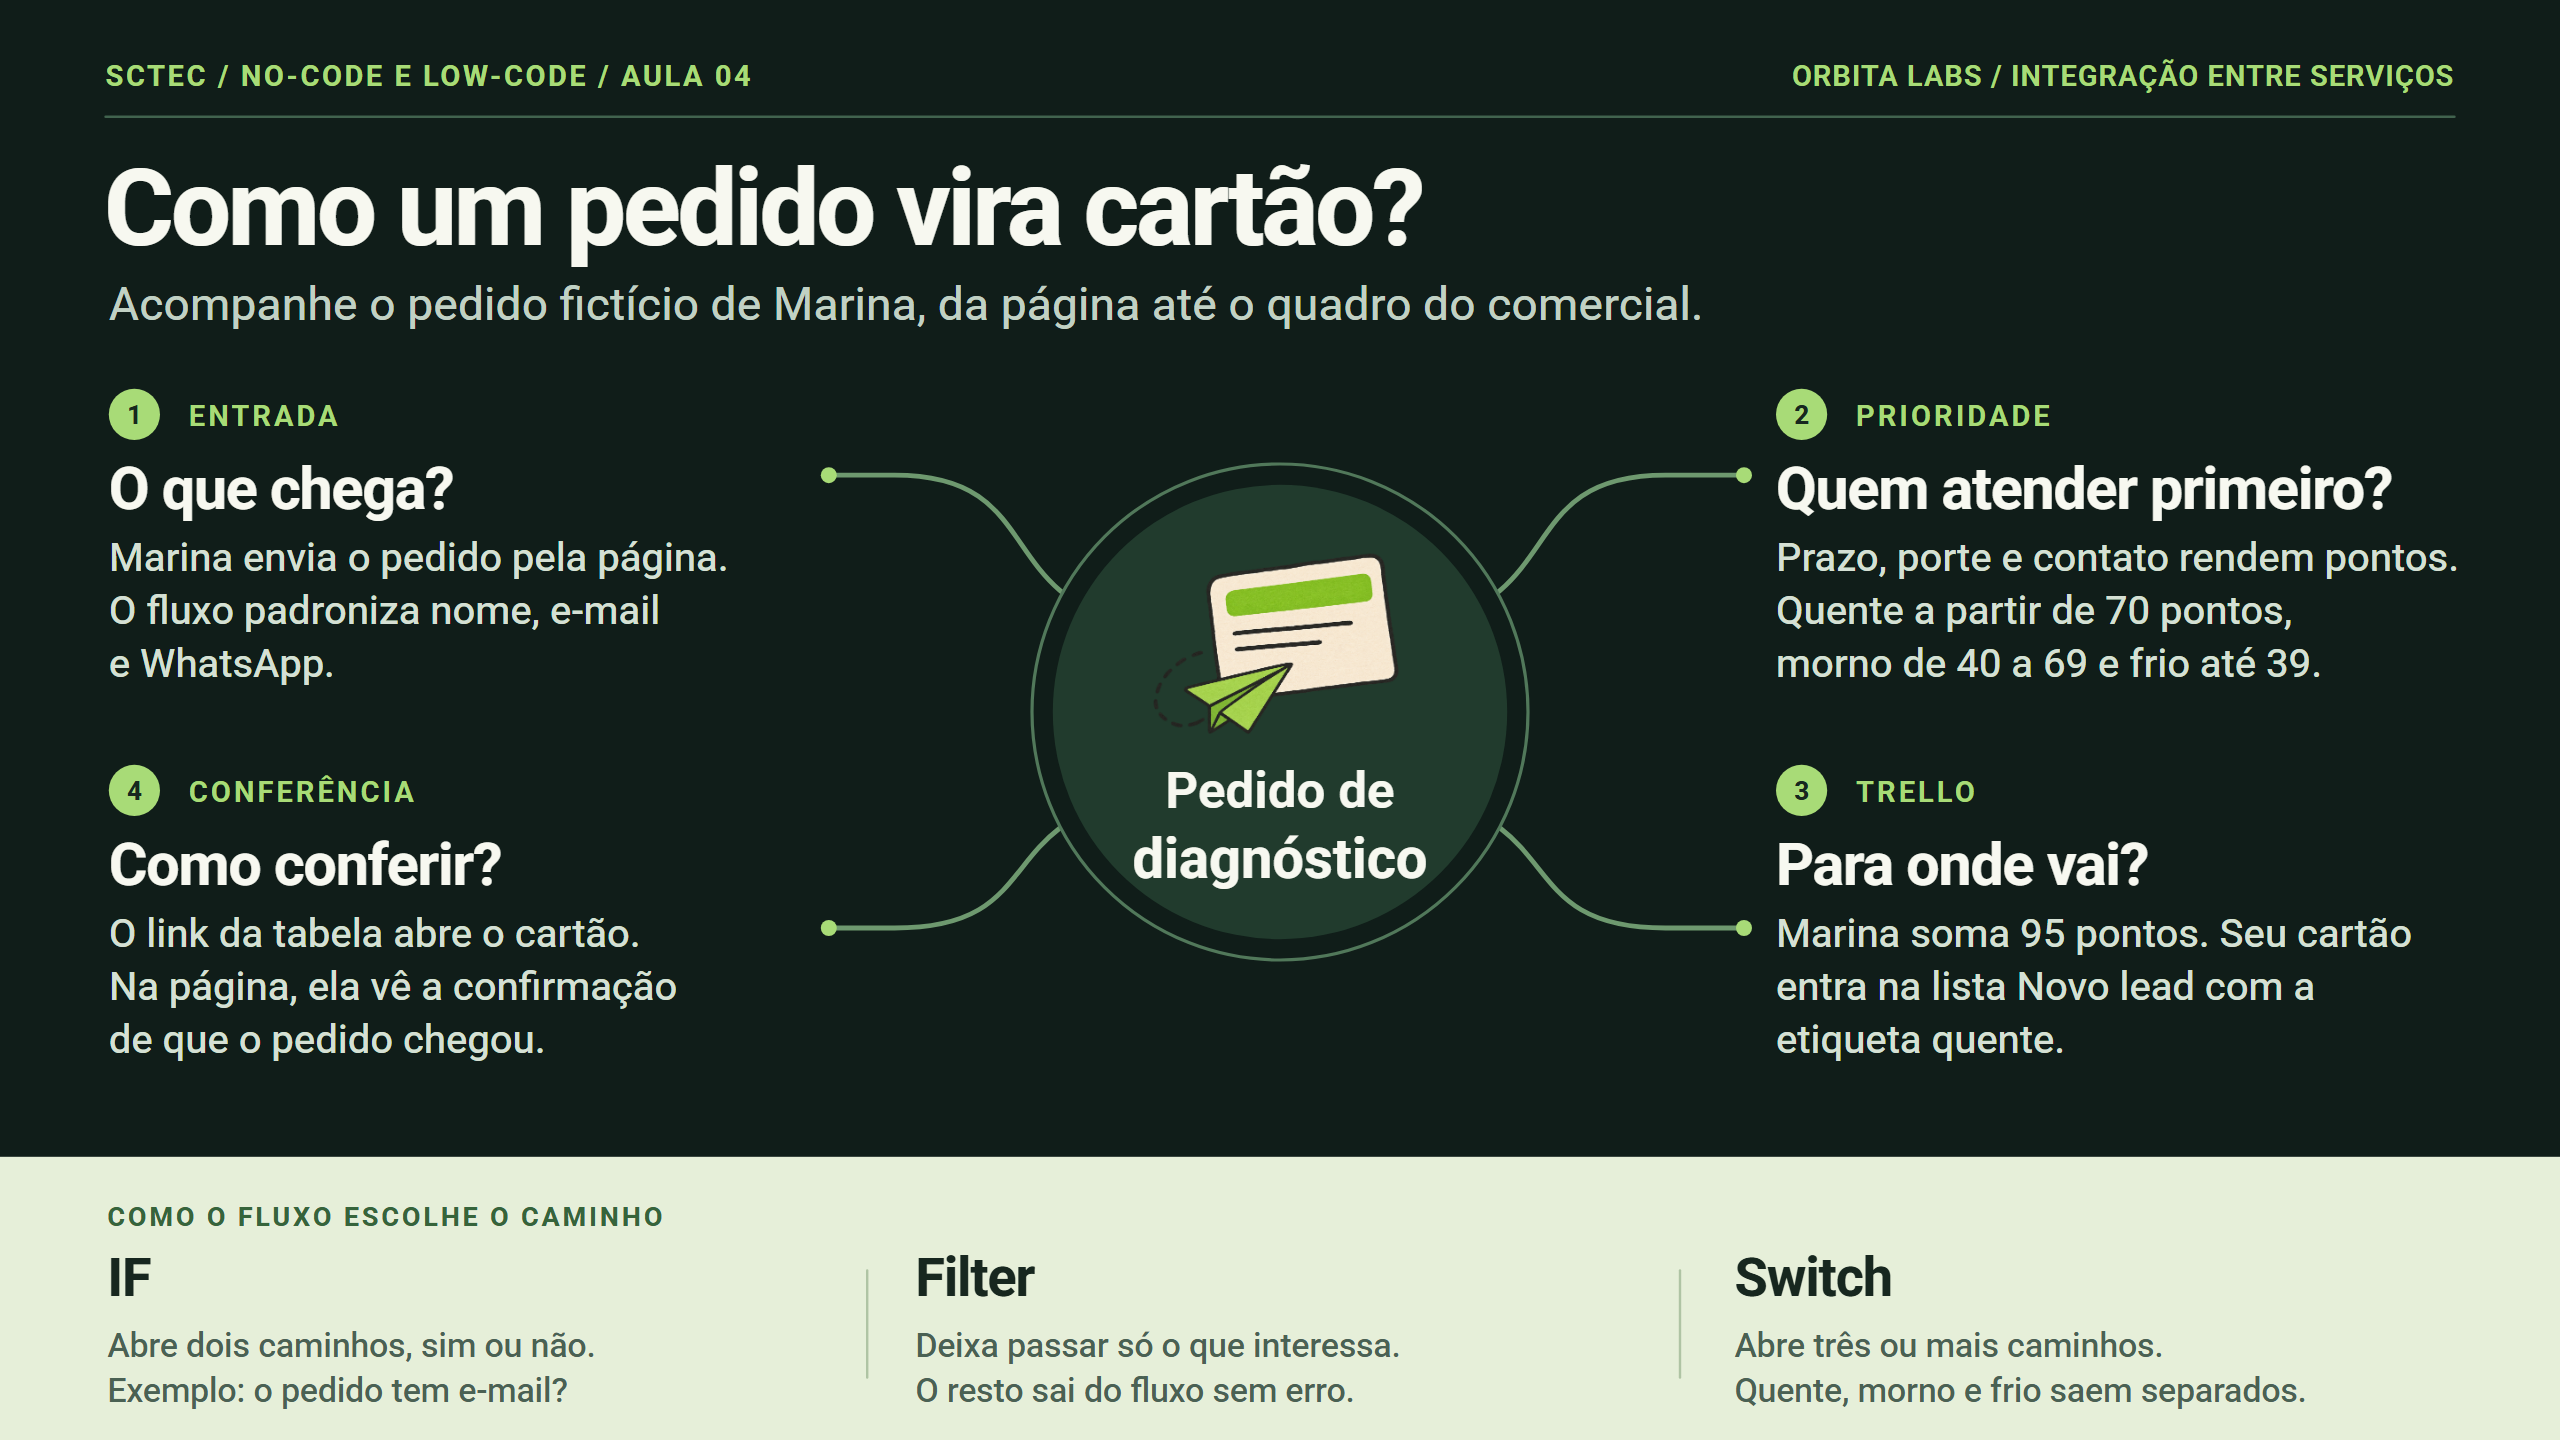 SCTEC / NO-CODE E LOW-CODE / AULA 04
ORBITA LABS / INTEGRAÇÃO ENTRE SERVIÇOS
Como um pedido vira cartão?
Acompanhe o pedido fictício de Marina, da página até o quadro do comercial.
1 ENTRADA
O que chega?
Marina envia o pedido pela página.
O fluxo padroniza nome, e-mail
e WhatsApp.
2 PRIORIDADE
Quem atender primeiro?
Prazo, porte e contato rendem pontos.
Quente a partir de 70 pontos,
morno de 40 a 69 e frio até 39.
Pedido de
diagnóstico
3 TRELLO
Para onde vai?
Marina soma 95 pontos. Seu cartão
entra na lista Novo lead com a
etiqueta quente.
4 CONFERÊNCIA
Como conferir?
O link da tabela abre o cartão.
Na página, ela vê a confirmação
de que o pedido chegou.
COMO O FLUXO ESCOLHE O CAMINHO
IF
Abre dois caminhos, sim ou não.
Exemplo: o pedido tem e-mail?
Filter
Deixa passar só o que interessa.
O resto sai do fluxo sem erro.
Switch
Abre três ou mais caminhos.
Quente, morno e frio saem separados.